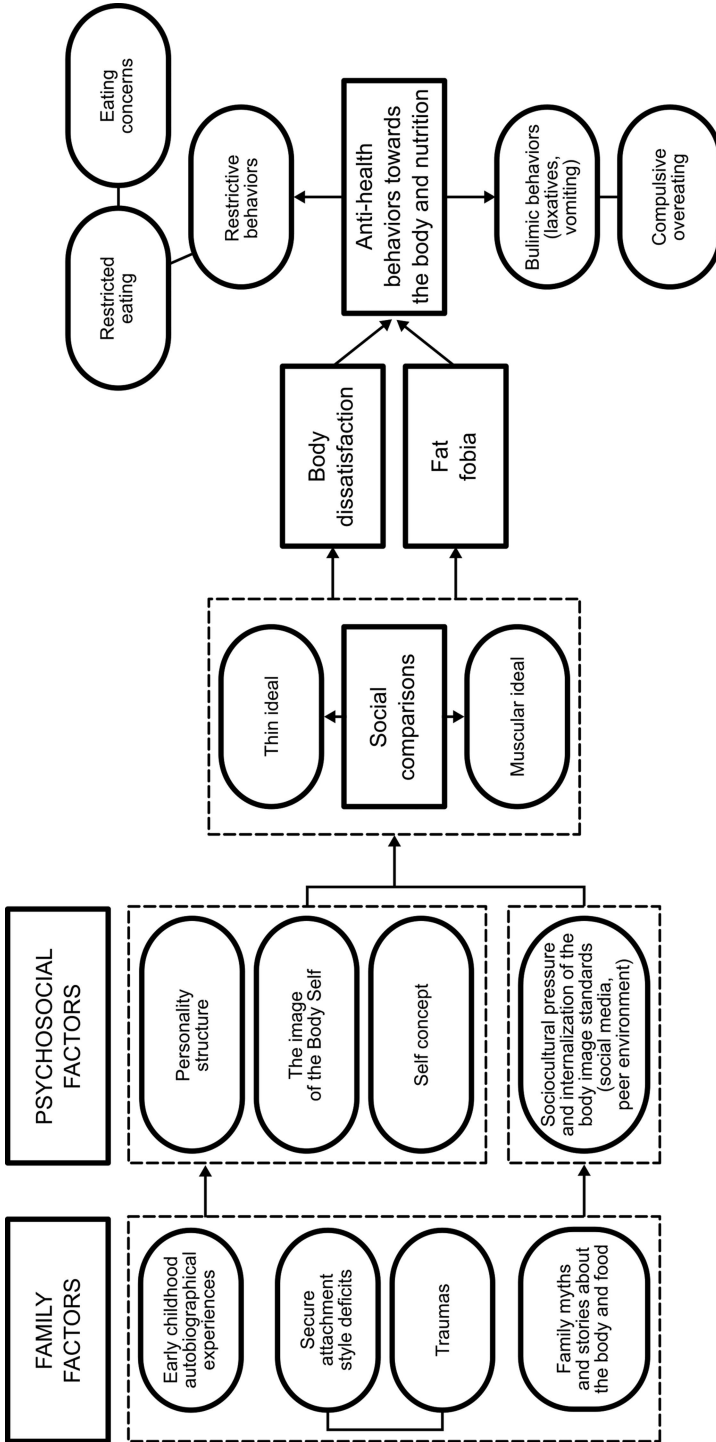 FAMILY
FACTORS
Early childhood
autobiographical
experiences
Secure
attachment
style deficits
Traumas
Family myths
and stories about
the body and food
PSYCHOSOCIAL
FACTORS
Personality
structure
The image
of the Body Self
Self concept
Sociocultural pressure
and internalization of the
body image standards
(social media,
peer environment)
Thin ideal
Social
comparisons
Muscular ideal
Body
dissatisfaction
Fat
fobia
Restricted
eating
Eating
concerns
Restrictive
behaviors
Anti-health
behaviors towards
the body and nutrition
Bulimic behaviors
(laxatives,
vomiting)
Compulsive
overeating